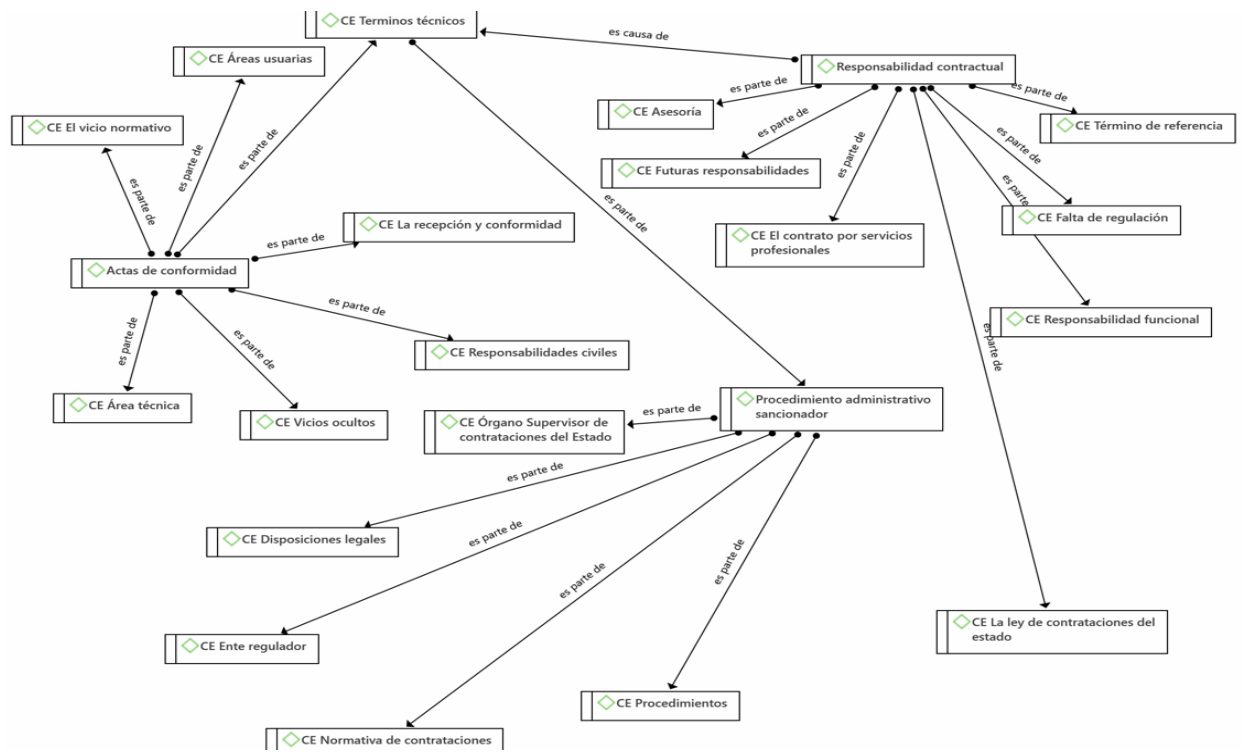 CE Terminos técnicos
es causa de
CE Áreas usuarias
Responsabilidad contractual
es parte de
es parte de
CE Asesoría
CE El vicio normativo
CE Término de referencia
es parte de
es parte de
es parte de
es parte de
es parte de
CE Futuras responsabilidades
es parte de
es parte de
es parte
es parte de
CE La recepción y conformidad
CE Falta de regulación
es parte de
CE El contrato por servicios
profesionales
Actas de conformidad
es parte de
CE Responsabilidad funcional
es parte de
es parte de
es parte de
CE Responsabilidades civiles
CE Área técnica
Procedimiento administrativo
sancionador
es parte de
CE Vicios ocultos
CE Órgano Supervisor de
contrataciones del Estado
es parte de
es parte de
CE Disposiciones legales
es parte de
es parte de
CE La ley de contrataciones del
estado
CE Ente regulador
CE Procedimientos
CE Normativa de contrataciones